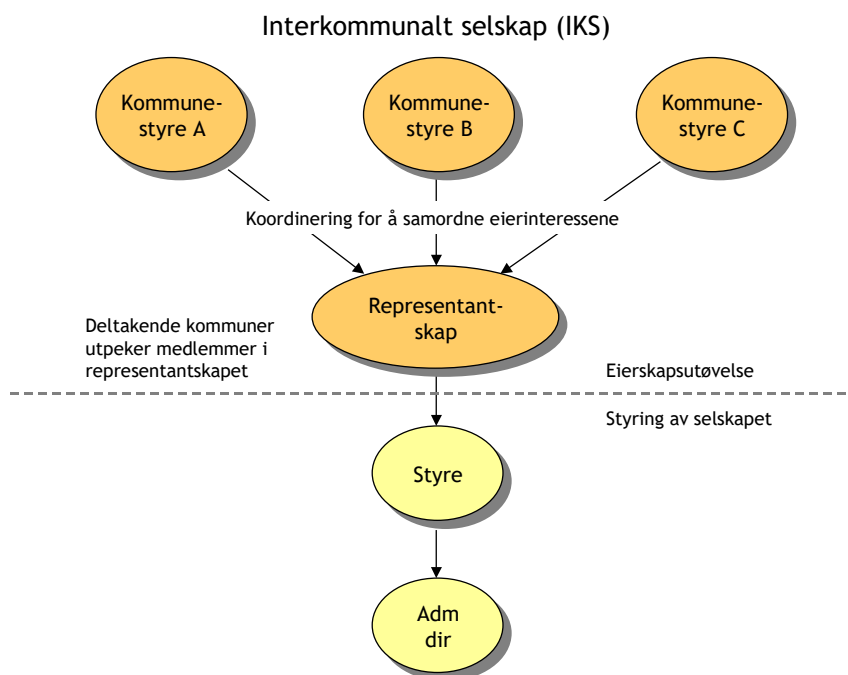 Interkommunalt selskap (IKS)
Kommune-
styre A
Kommune-
styre B
Kommune-
styre C
Koordinering for å samordne eierinteressene
Representant-
skap
Deltakende kommuner
utpeker medlemmer i
representantskapet
Eierskapsutøvelse
Styring av selskapet
Styre
Adm
dir